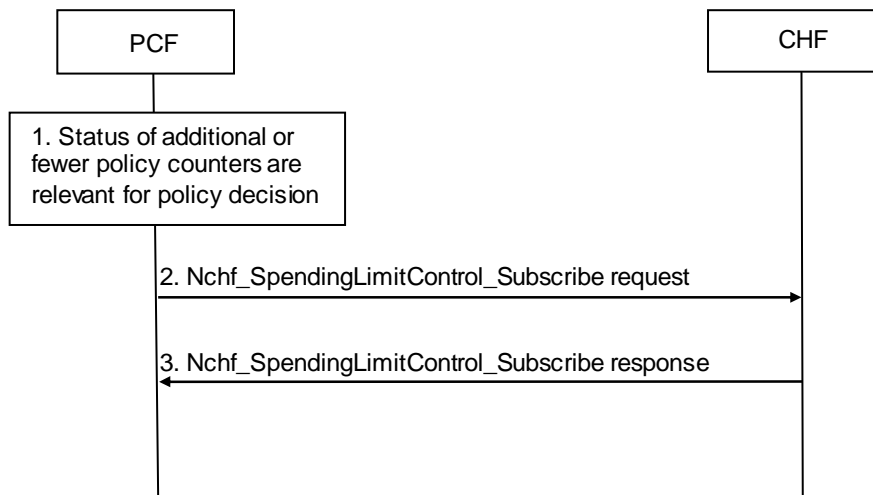 PCF
CHF
1. Status of additional or
fewer policy counters are
relevant for policy decision
2. Nchf_SpendingLimitControl_Subscribe request
3. Nchf_SpendingLimitControl_Subscribe response